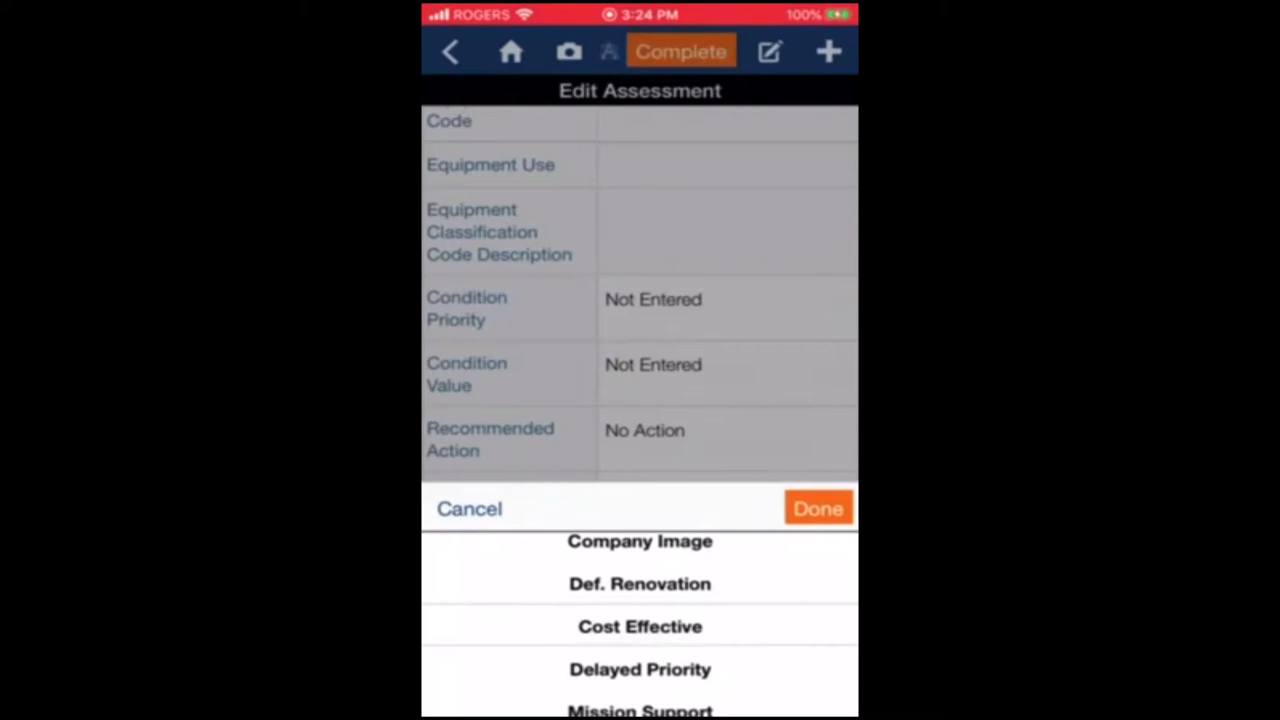 ROGERS 3:24 PM 100%
Complete
Edit Assessment
Code
Equipment Use
Equipment
Classification
Code Description
Condition
Priority
Not Entered
Condition
Value
Not Entered
Recommended
Action
No Action
Cancel Done
Company Image
Def. Renovation
Cost Effective
Delayed Priority
Mission Support